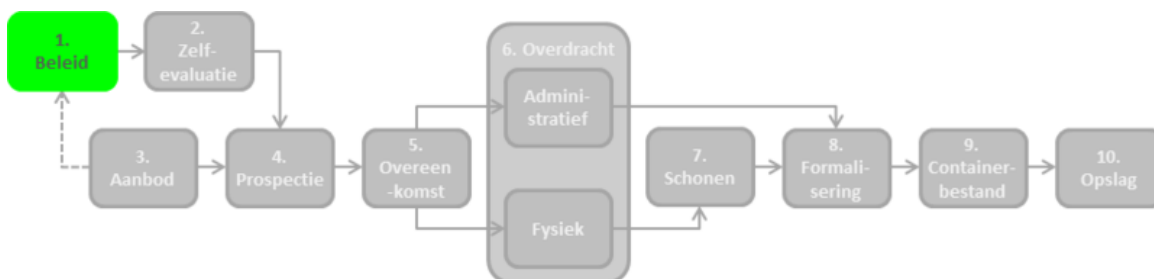 1.
Beleid
2.
Zelf-
evaluatie
3.
Aanbod
4.
Prospectie
5.
Overeen
-komst
6. Overdracht
Admini-
stratief
Fysiek
7.
Schonen
8.
Formali-
sering
9.
Container-
bestand
10.
Opslag